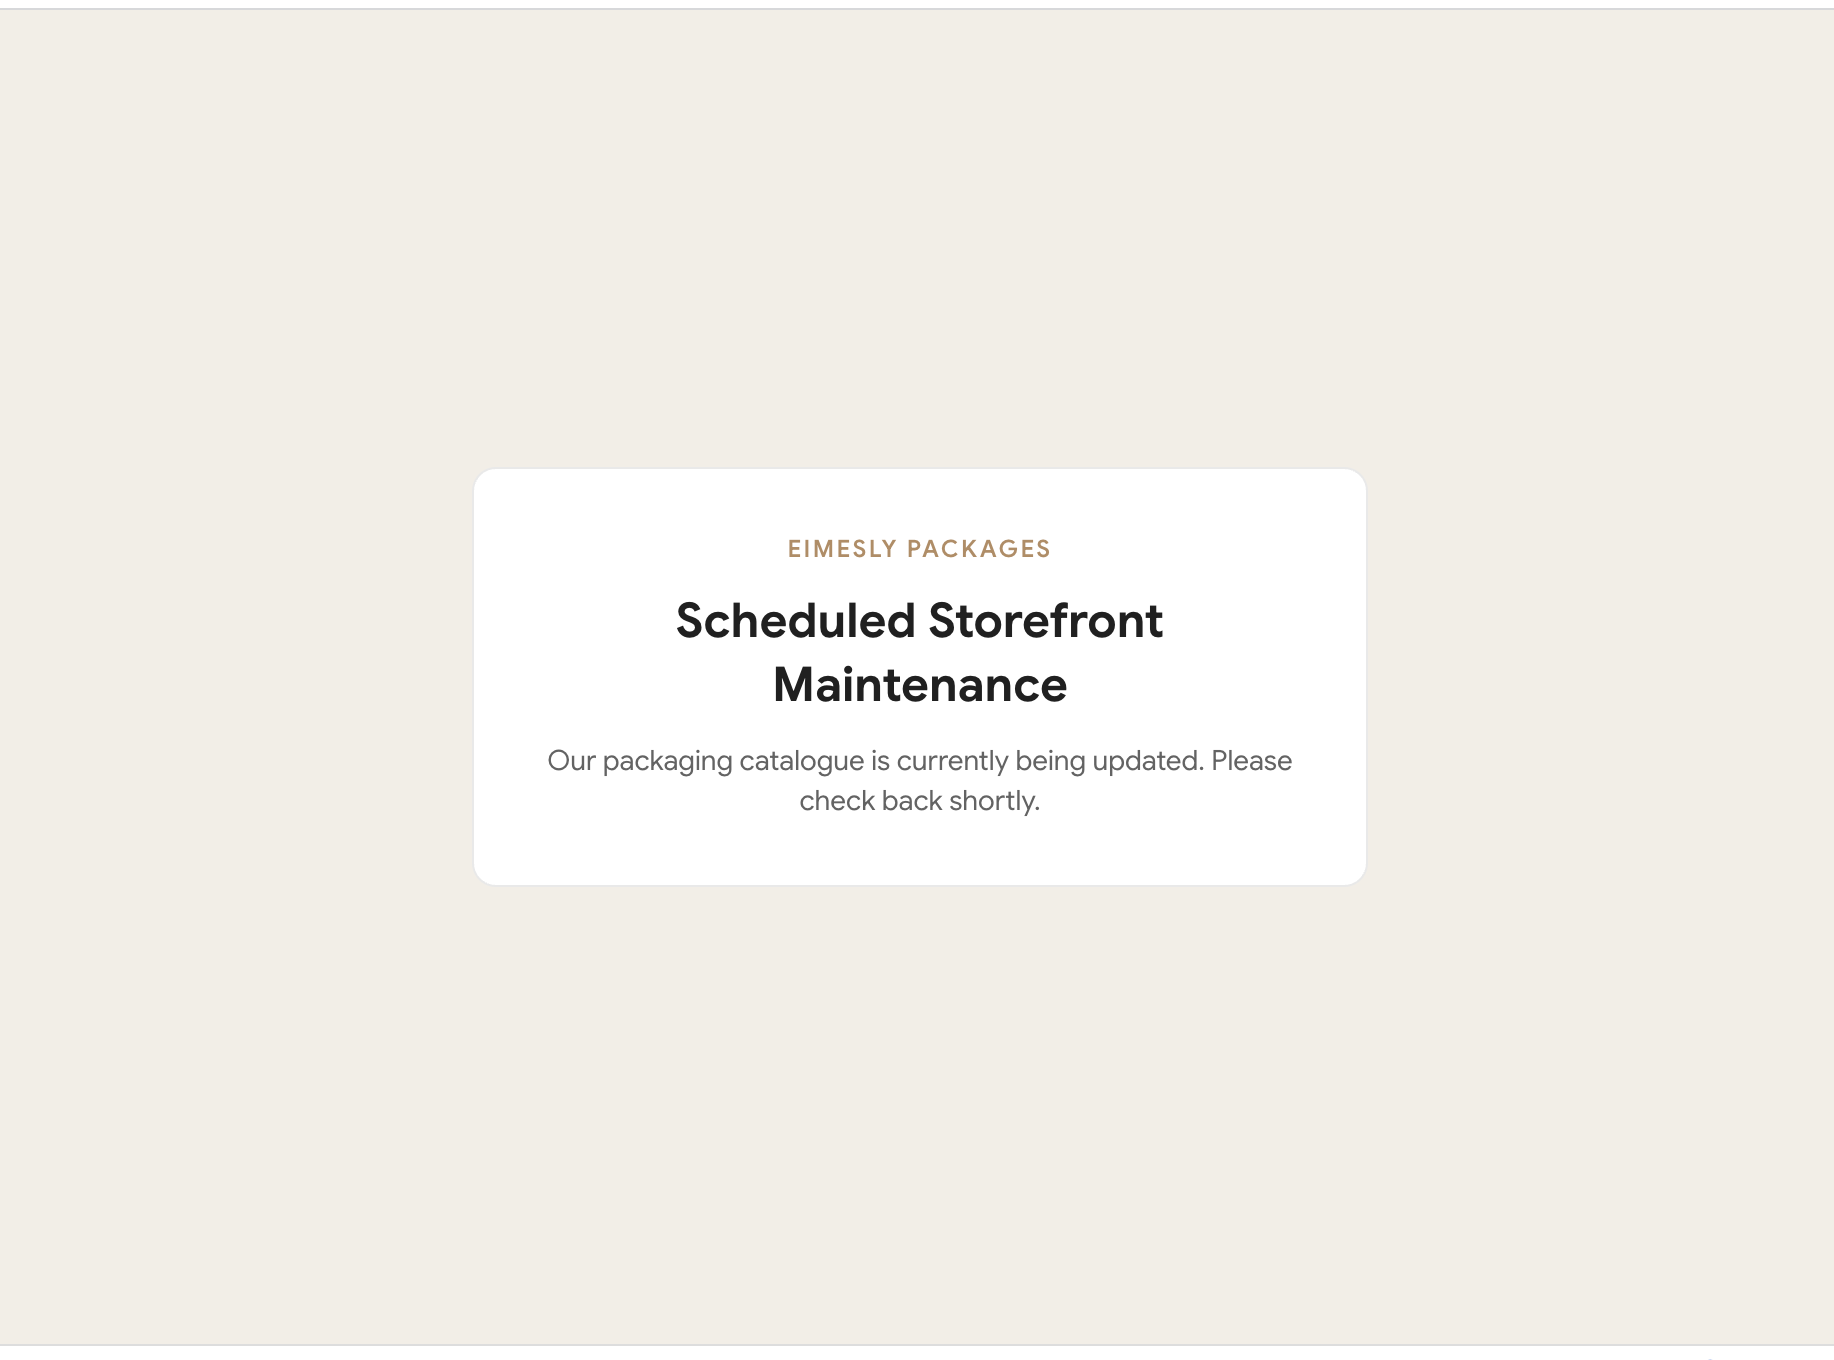 EIMESLY PACKAGES
Scheduled Storefront
Maintenance
Our packaging catalogue is currently being updated. Please
check back shortly.